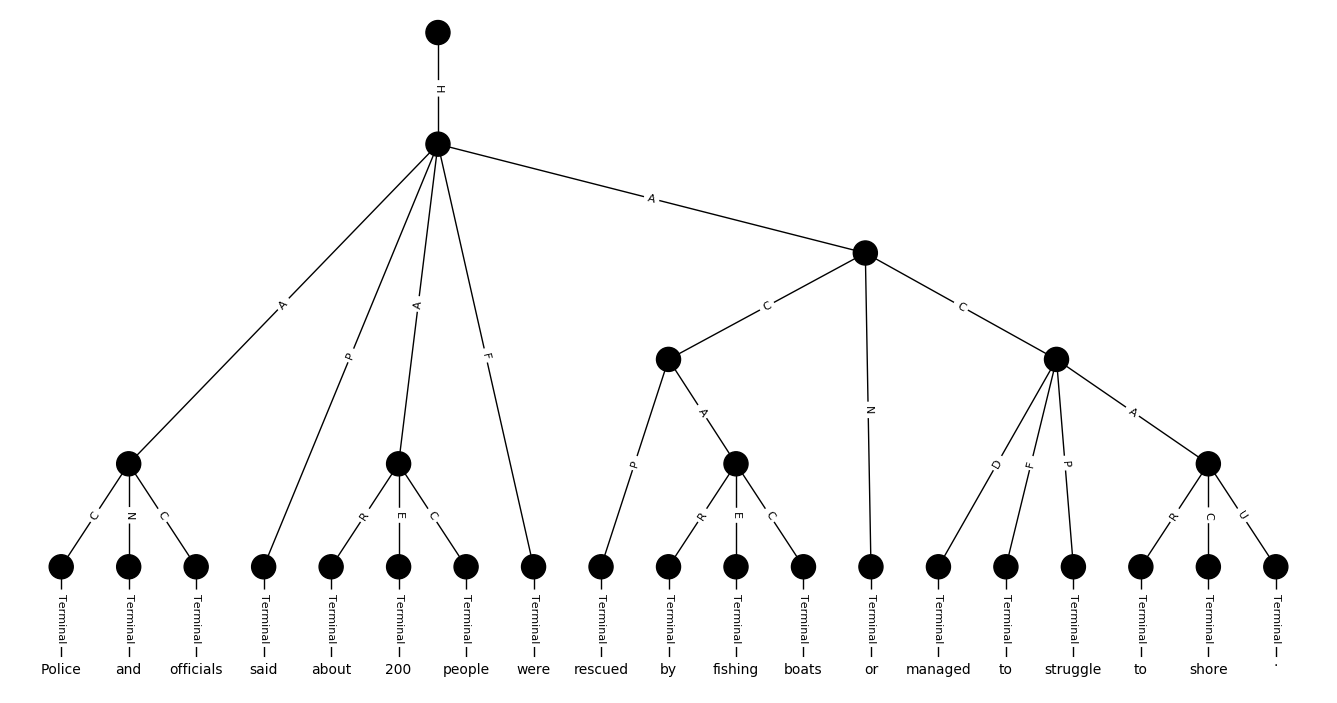 H
A
A
A
P
F
C
C
A
A
N
P
D
F
P
C
N
C
R
E
C
R
E
C
R
C
U
Terminal Terminal Terminal Terminal Terminal Terminal Terminal Terminal Terminal Terminal Terminal Terminal Terminal Terminal Terminal Terminal Terminal Terminal Terminal
Police and officials said about 200 people were rescued by fishing boats or managed to struggle to shore .